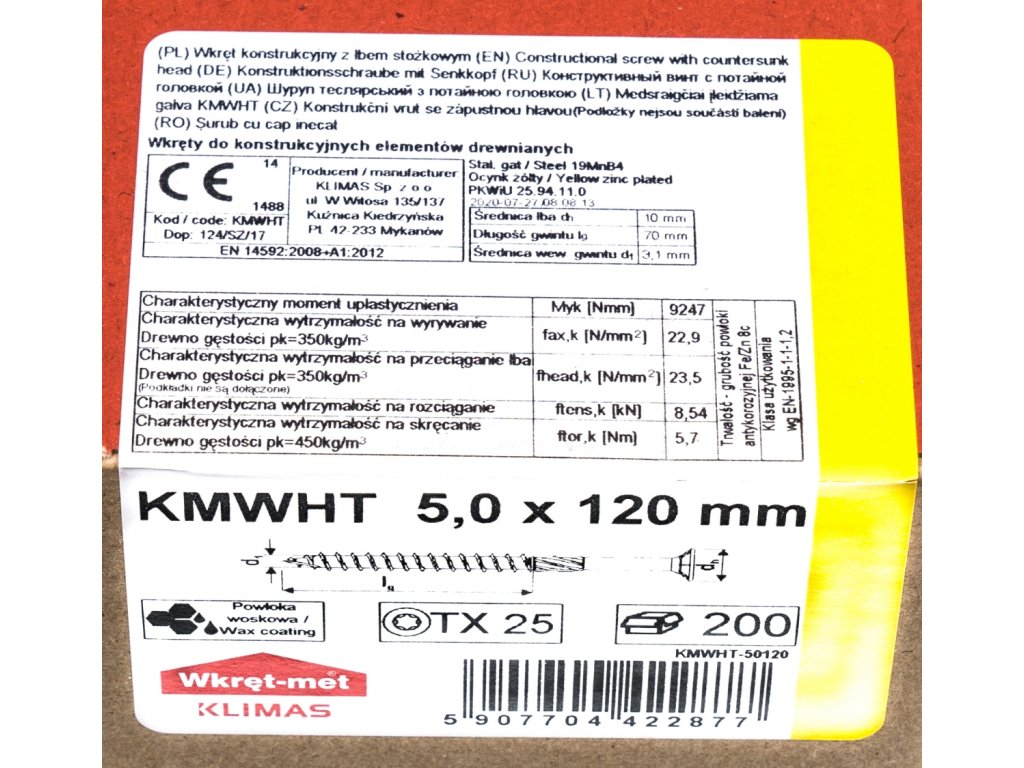 (PL) Wkręt konstrukcyjny z łbem stożkowym (EN) Constructional screw with countersunk
head (DE) Konstruktionsschraube mit Senkkopf (RU) Конструктивный винт с потайной
головкой (UA) Шуруп теслярський з потайною головкою (LT) Medsraigčiai įleidžiama
galva KMWHT (CZ) Konstrukční vrut se zápustnou hlavou(Podložky nejsou součástí balení)
(RO) Şurub cu cap inecat
Wkręty do konstrukcyjnych elementów drewnianych
CE 14
1488
Kod / code: KMWHT
Dop: 124/SZ/17
Producent / manufacturer
KLIMAS Sp. z o o
ul W Witosa 135/137
Kuźnica Kiedrzyńska
PL 42-233 Mykanów
EN 14592:2008+A1:2012
Stal. gat / Steel 19MnB4
Ocynk żółty / Yellow zinc plated
PKWiU 25.94.11.0
2020-07-27.08.08.13
Średnica łba dh 10 mm
Długość gwintu lg 70 mm
Średnica wew gwintu d1 3,1 mm
Charakterystyczny moment uplastycznienia Myk [Nmm] 9247
Charakterystyczna wytrzymałość na wyrywanie
Drewno gęstości pk=350kg/m³ fax,k [N/mm²] 22,9
Charakterystyczna wytrzymałość na przeciąganie łba
Drewno gęstości pk=350kg/m³ fhead,k [N/mm²] 23,5
(Podkładki nie są dołączone)
Charakterystyczna wytrzymałość na rozciąganie ftens,k [kN] 8,54
Charakterystyczna wytrzymałość na skręcanie
Drewno gęstości pk=450kg/m³ ftor,k [Nm] 5,7
Trwałość - grubość powłoki
antykorozyjnej Fe/Zn 8c
Klasa użytkowania
wg EN-1995-1-1,2
KMWHT 5,0 x 120 mm
d1
lg
dh
Powłoka
woskowa /
Wax coating
TX 25
200
KMWHT-50120
Wkręt-met
KLIMAS
5 907704 422877